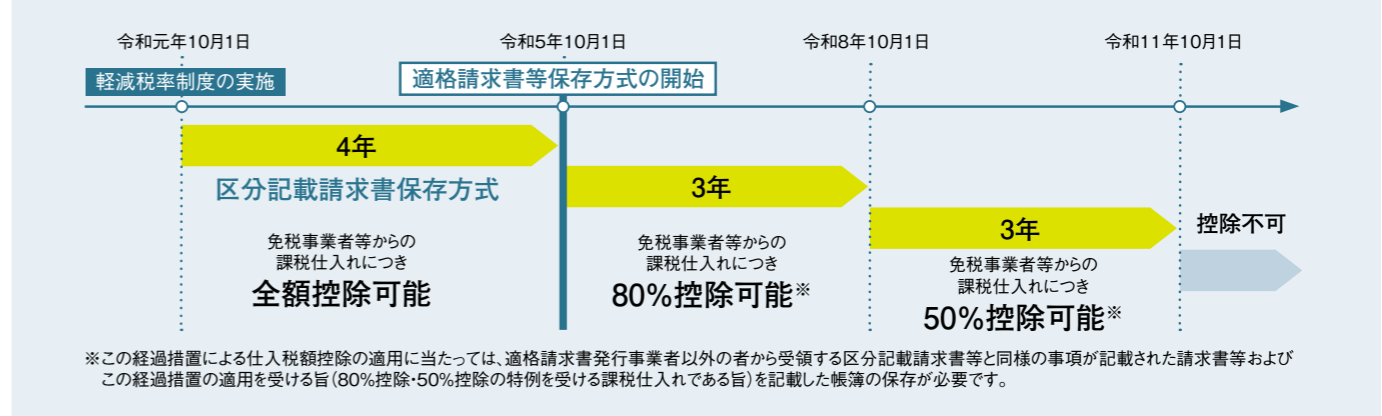 令和元年10月1日
令和5年10月1日
令和8年10月1日
令和11年10月1日
軽減税率制度の実施
適格請求書等保存方式の開始
4年
区分記載請求書保存方式
免税事業者等からの
課税仕入れにつき
全額控除可能
3年
免税事業者等からの
課税仕入れにつき
80%控除可能※
3年
免税事業者等からの
課税仕入れにつき
50%控除可能※
控除不可
※この経過措置による仕入税額控除の適用に当たっては、適格請求書発行事業者以外の者から受領する区分記載請求書等と同様の事項が記載された請求書等および
この経過措置の適用を受ける旨(80%控除・50%控除の特例を受ける課税仕入れである旨)を記載した帳簿の保存が必要です。